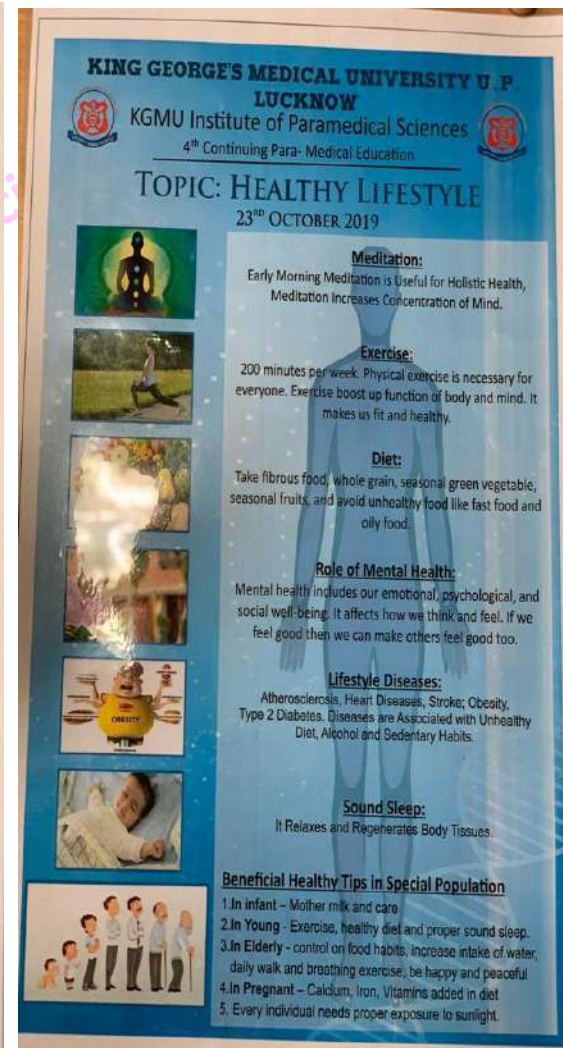 KING GEORGE'S MEDICAL UNIVERSITY U.P.
LUCKNOW
KGMU Institute of Paramedical Sciences
4th Continuing Para- Medical Education
TOPIC: HEALTHY LIFESTYLE
23RD OCTOBER 2019
Meditation:
Early Morning Meditation is Useful for Holistic Health,
Meditation Increases Concentration of Mind.
Exercise:
200 minutes per week. Physical exercise is necessary for
everyone. Exercise boost up function of body and mind. It
makes us fit and healthy.
Diet:
Take fibrous food, whole grain, seasonal green vegetable,
seasonal fruits, and avoid unhealthy food like fast food and
oily food.
Role of Mental Health:
Mental health includes our emotional, psychological, and
social well-being. It affects how we think and feel. If we
feel good then we can make others feel good too.
OBESITY
Lifestyle Diseases:
Atherosclerosis, Heart Diseases, Stroke; Obesity,
Type 2 Diabetes. Diseases are Associated with Unhealthy
Diet, Alcohol and Sedentary Habits.
Sound Sleep:
It Relaxes and Regenerates Body Tissues.
Beneficial Healthy Tips in Special Population
1.In infant – Mother milk and care
2.In Young - Exercise, healthy diet and proper sound sleep.
3.In Elderly - control on food habits, increase intake of water,
daily walk and breathing exercise, be happy and peaceful
4.In Pregnant – Calcium, Iron, Vitamins added in diet
5. Every individual needs proper exposure to sunlight.